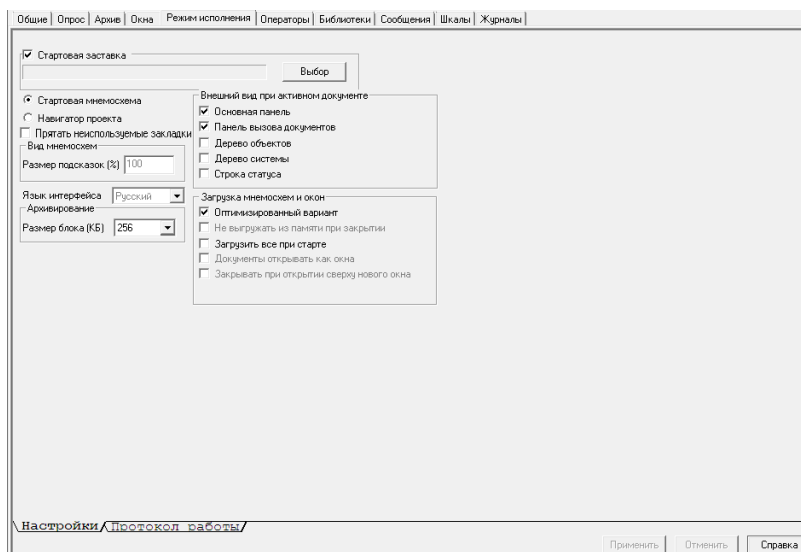 Общие Опрос Архив Окна Режим исполнения Операторы Библиотеки Сообщения Шкалы Журналы
Стартовая заставка
Выбор
Стартовая мнемосхема
Навигатор проекта
Прятать неиспользуемые закладки
Вид мнемосхем
Размер подсказок (%) 100
Язык интерфейса Русский
Архивирование
Размер блока (КБ) 256
Внешний вид при активном документе
Основная панель
Панель вызова документов
Дерево объектов
Дерево системы
Строка статуса
Загрузка мнемосхем и окон
Оптимизированный вариант
Не выгружать из памяти при закрытии
Загрузить все при старте
Документы открывать как окна
Закрывать при открытии сверху нового окна
Настройки Протокол работы
Применить Отменить Справка